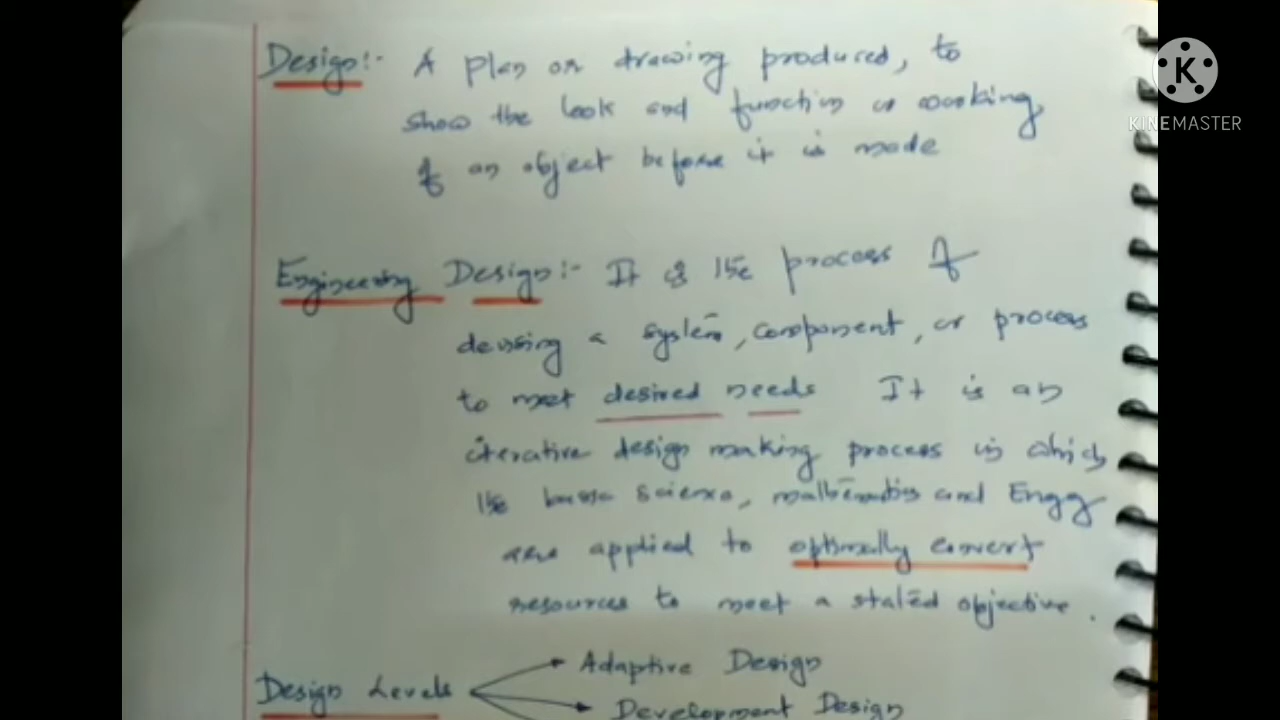 Design:- A plan or drawing produced, to
show the look and function or working
of an object before it is made
Engineering Design:- It is the process of
devising a system, component, or process
to meet desired needs It is an
iterative design making process in which
the basic science, mathematics and Engg
are applied to optimally convert
resources to meet a stated objective.
Design Levels
Adaptive Design
Development Design
K
KINEMASTER